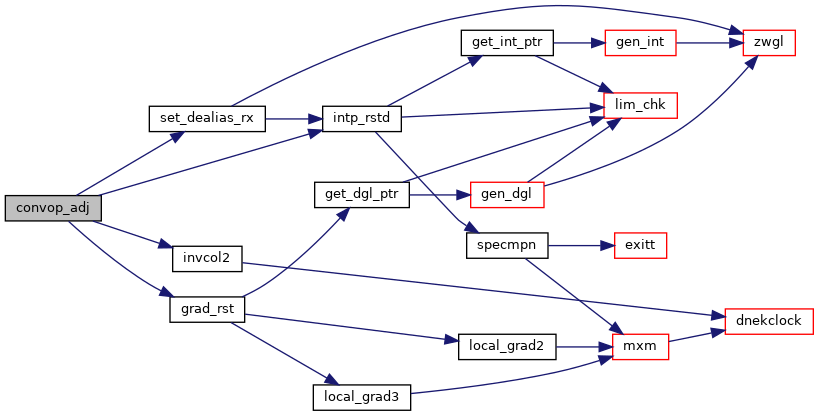 get_int_ptr
gen_int
zwgl
set_dealias_rx
intp_rstd
lim_chk
convop_adj
get_dgl_ptr
gen_dgl
invcol2
specmpn
exitt
grad_rst
local_grad2
mxm
dnekclock
local_grad3